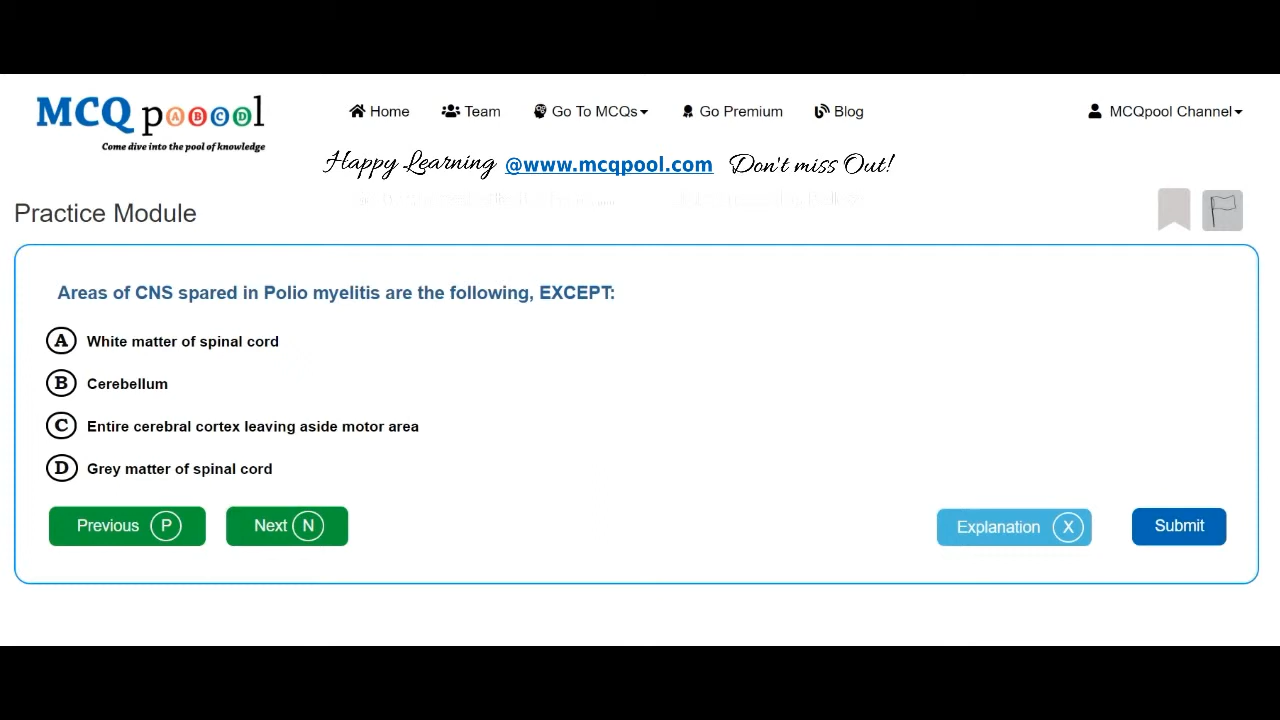 MCQ pABCDl
Come dive into the pool of knowledge
Home Team Go To MCQs Go Premium Blog MCQpool Channel
Happy Learning @www.mcqpool.com Don't miss Out!
Practice Module
Areas of CNS spared in Polio myelitis are the following, EXCEPT:
A White matter of spinal cord
B Cerebellum
C Entire cerebral cortex leaving aside motor area
D Grey matter of spinal cord
Previous P Next N Explanation X Submit